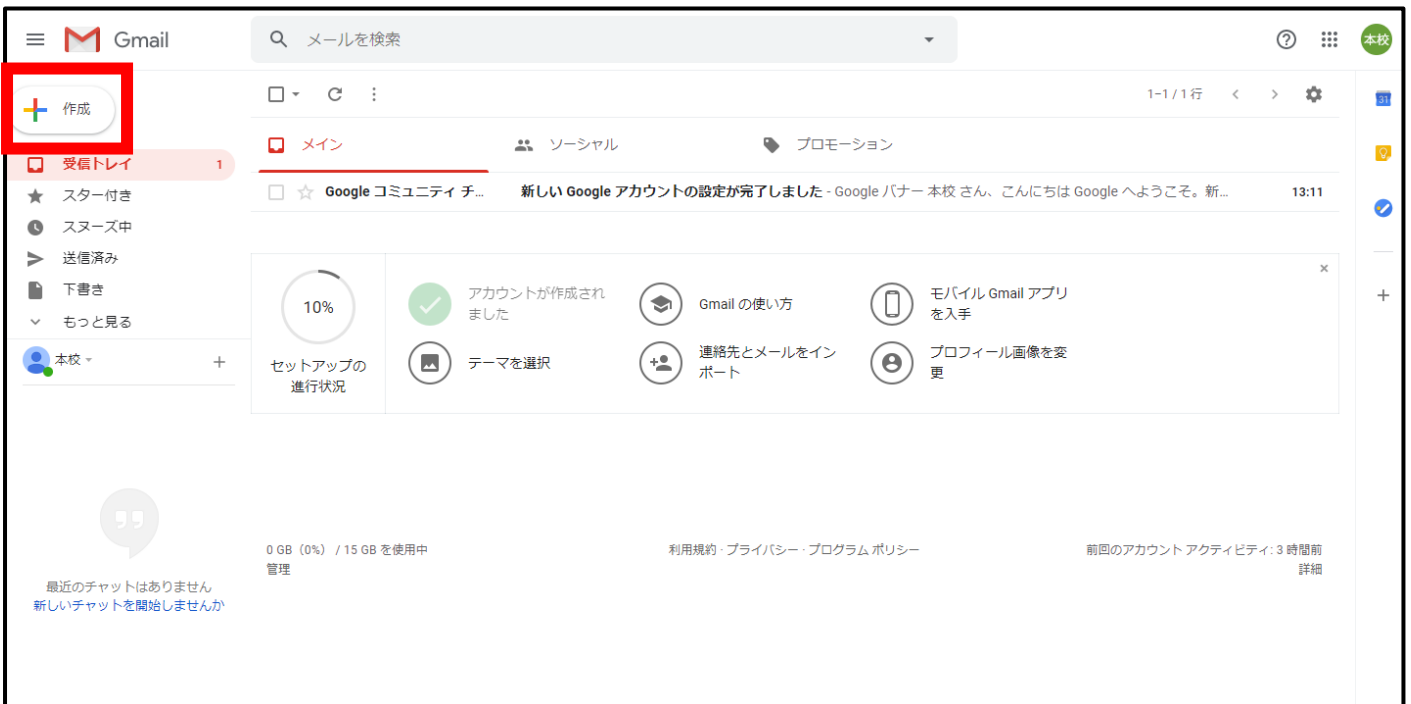 Gmail
メールを検索
本校
作成
1-1 / 1 行
31
メイン
ソーシャル
プロモーション
受信トレイ 1
Google コミュニティ チ... 新しい Google アカウントの設定が完了しました - Google バナー 本校 さん、こんにちは Google へようこそ。新... 13:11
スター付き
スヌーズ中
送信済み
下書き
もっと見る
本校
10%
セットアップの
進行状況
アカウントが作成され
ました
Gmail の使い方
モバイル Gmail アプリ
を入手
テーマを選択
連絡先とメールをイン
ポート
プロフィール画像を変
更
0 GB（0%） / 15 GB を使用中
管理
利用規約 · プライバシー · プログラム ポリシー
前回のアカウント アクティビティ: 3 時間前
詳細
最近のチャットはありません
新しいチャットを開始しませんか